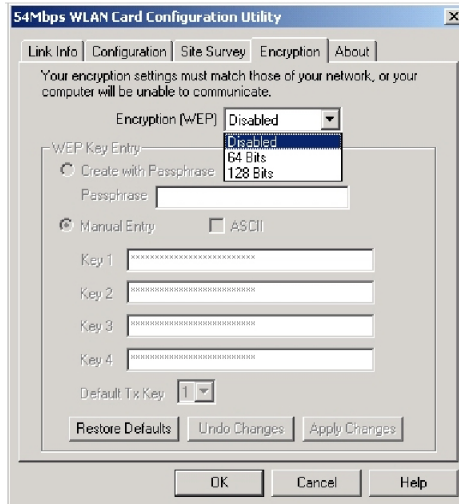 54Mbps WLAN Card Configuration Utility
Link Info Configuration Site Survey Encryption About
Your encryption settings must match those of your network, or your
computer will be unable to communicate.
Encryption (WEP) Disabled
Disabled
64 Bits
128 Bits
WEP Key Entry
Create with Passphrase
Passphrase
Manual Entry ASCII
Key 1 **************************
Key 2 **************************
Key 3 **************************
Key 4 **************************
Default Tx Key 1
Restore Defaults Undo Changes Apply Changes
OK Cancel Help